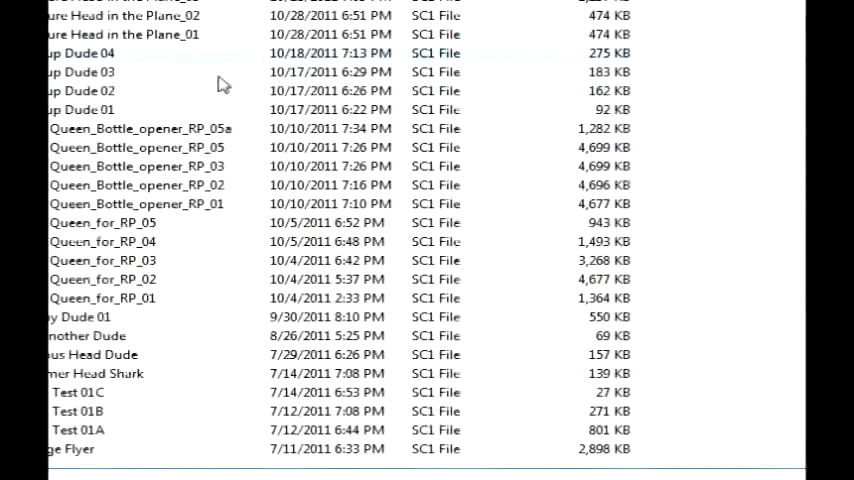 ure Head in the Plane_02 10/28/2011 6:51 PM SC1 File 474 KB
ure Head in the Plane_01 10/28/2011 6:51 PM SC1 File 474 KB
up Dude 04 10/18/2011 7:13 PM SC1 File 275 KB
up Dude 03 10/17/2011 6:29 PM SC1 File 183 KB
up Dude 02 10/17/2011 6:26 PM SC1 File 162 KB
up Dude 01 10/17/2011 6:22 PM SC1 File 92 KB
Queen_Bottle_opener_RP_05a 10/10/2011 7:34 PM SC1 File 1,282 KB
Queen_Bottle_opener_RP_05 10/10/2011 7:26 PM SC1 File 4,699 KB
Queen_Bottle_opener_RP_03 10/10/2011 7:26 PM SC1 File 4,699 KB
Queen_Bottle_opener_RP_02 10/10/2011 7:16 PM SC1 File 4,696 KB
Queen_Bottle_opener_RP_01 10/10/2011 7:10 PM SC1 File 4,677 KB
Queen_for_RP_05 10/5/2011 6:52 PM SC1 File 943 KB
Queen_for_RP_04 10/5/2011 6:48 PM SC1 File 1,493 KB
Queen_for_RP_03 10/4/2011 6:42 PM SC1 File 3,268 KB
Queen_for_RP_02 10/4/2011 5:37 PM SC1 File 4,677 KB
Queen_for_RP_01 10/4/2011 2:33 PM SC1 File 1,364 KB
y Dude 01 9/30/2011 8:10 PM SC1 File 550 KB
nother Dude 8/26/2011 5:25 PM SC1 File 69 KB
us Head Dude 7/29/2011 6:26 PM SC1 File 157 KB
mer Head Shark 7/14/2011 7:08 PM SC1 File 139 KB
Test 01C 7/14/2011 6:53 PM SC1 File 27 KB
Test 01B 7/12/2011 7:08 PM SC1 File 271 KB
Test 01A 7/12/2011 6:44 PM SC1 File 801 KB
ge Flyer 7/11/2011 6:33 PM SC1 File 2,898 KB